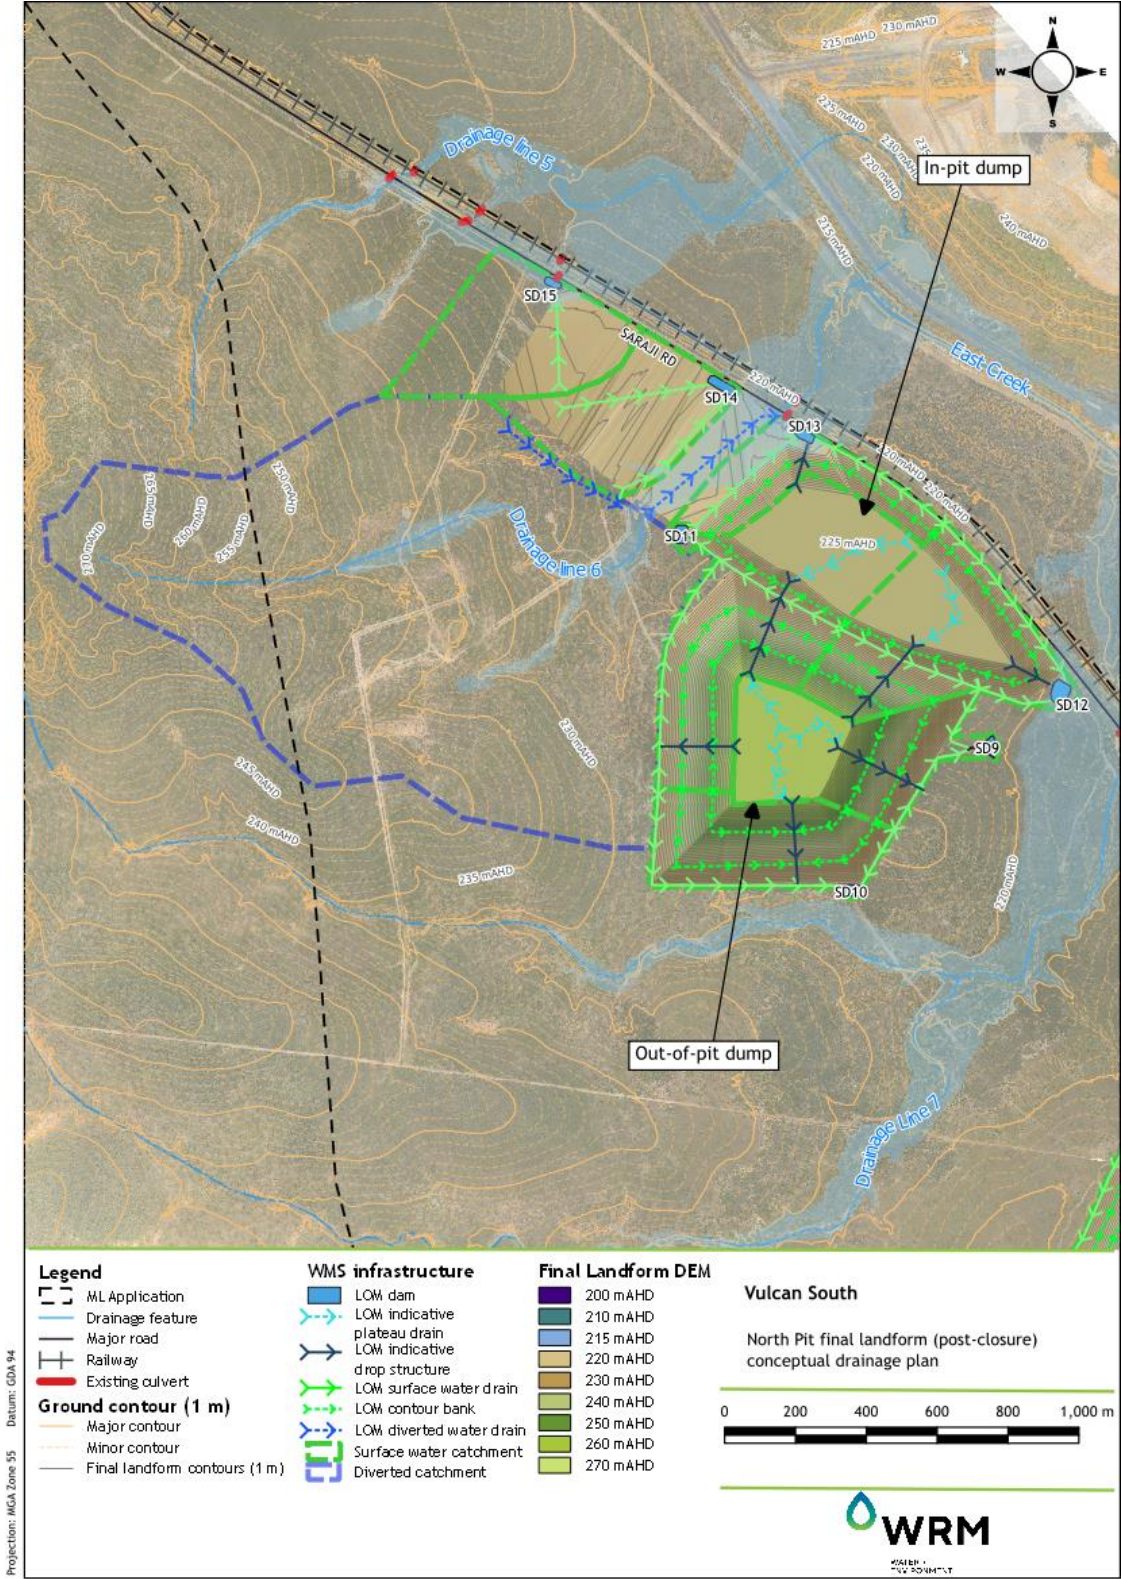 230 mAHD
225 mAHD
N
W
E
S
225 mAHD
230 mAHD
220 mAHD
Drainage line 5
In-pit dump
240 mAHD
215 mAHD
SD15
SARAJI RD
East Creek
220 mAHD
SD14
SD13
250 mAHD
265 mAHD
260 mAHD
255 mAHD
270 mAHD
220 mAHD
220 mAHD
Drainage line 6
SD11
225 mAHD
SD12
230 mAHD
SD9
245 mAHD
240 mAHD
235 mAHD
220 mAHD
SD10
Out-of-pit dump
Drainage Line 7
Legend
ML Application
Drainage feature
Major road
Railway
Existing culvert
Ground contour (1 m)
Major contour
Minor contour
Final landform contours (1 m)
WMS infrastructure
LOM dam
LOM indicative
plateau drain
LOM indicative
drop structure
LOM surface water drain
LOM contour bank
LOM diverted water drain
Surface water catchment
Diverted catchment
Final Landform DEM
200 mAHD
210 mAHD
215 mAHD
220 mAHD
230 mAHD
240 mAHD
250 mAHD
260 mAHD
270 mAHD
Vulcan South
North Pit final landform (post-closure)
conceptual drainage plan
0 200 400 600 800 1,000 m
WRM
WATER +
ENVIRONMENT
Projection: MGA Zone 55 Datum: GDA 94